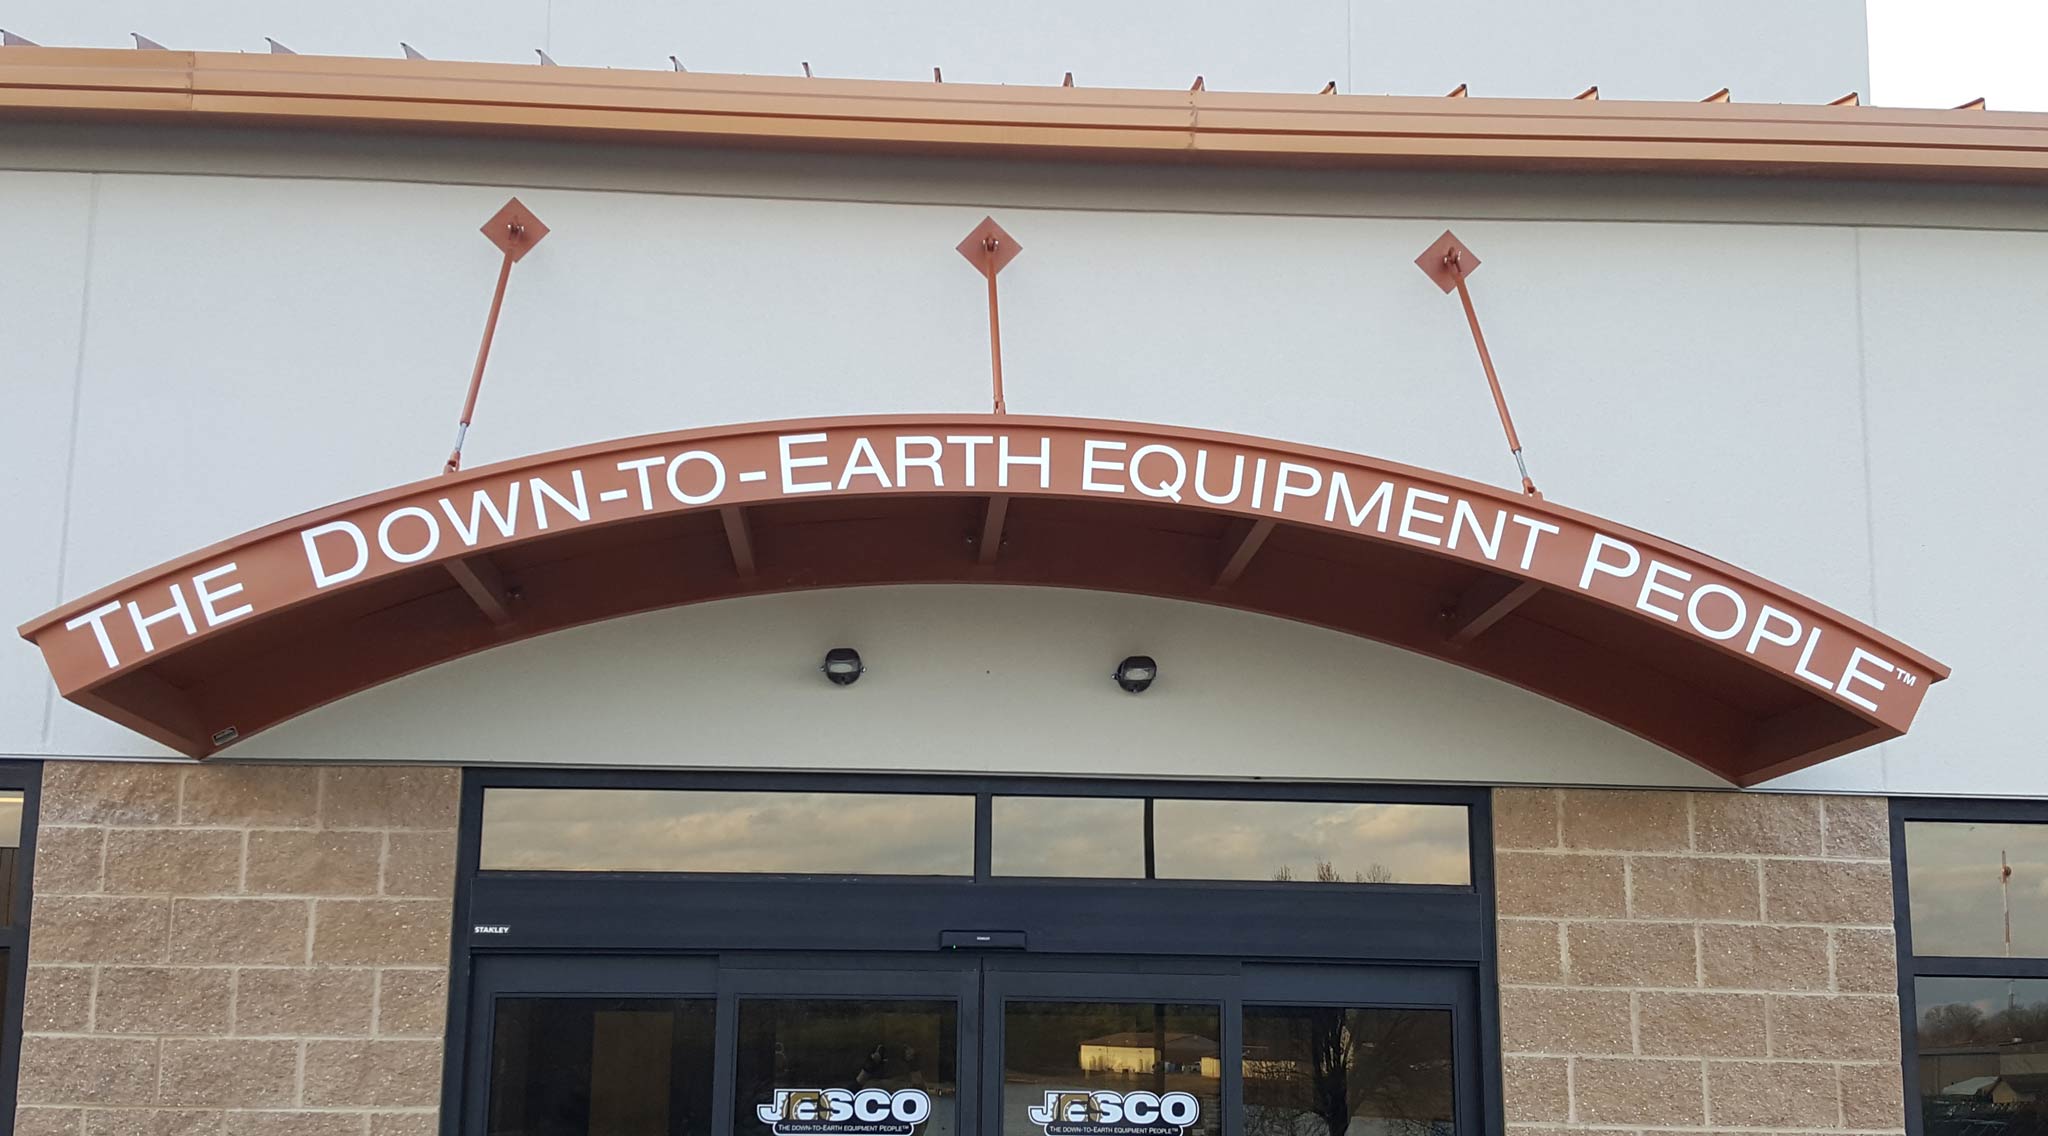 THE DOWN-TO-EARTH EQUIPMENT PEOPLE™
STANLEY
JESCO
THE DOWN-TO-EARTH EQUIPMENT PEOPLE™
JESCO
THE DOWN-TO-EARTH EQUIPMENT PEOPLE™